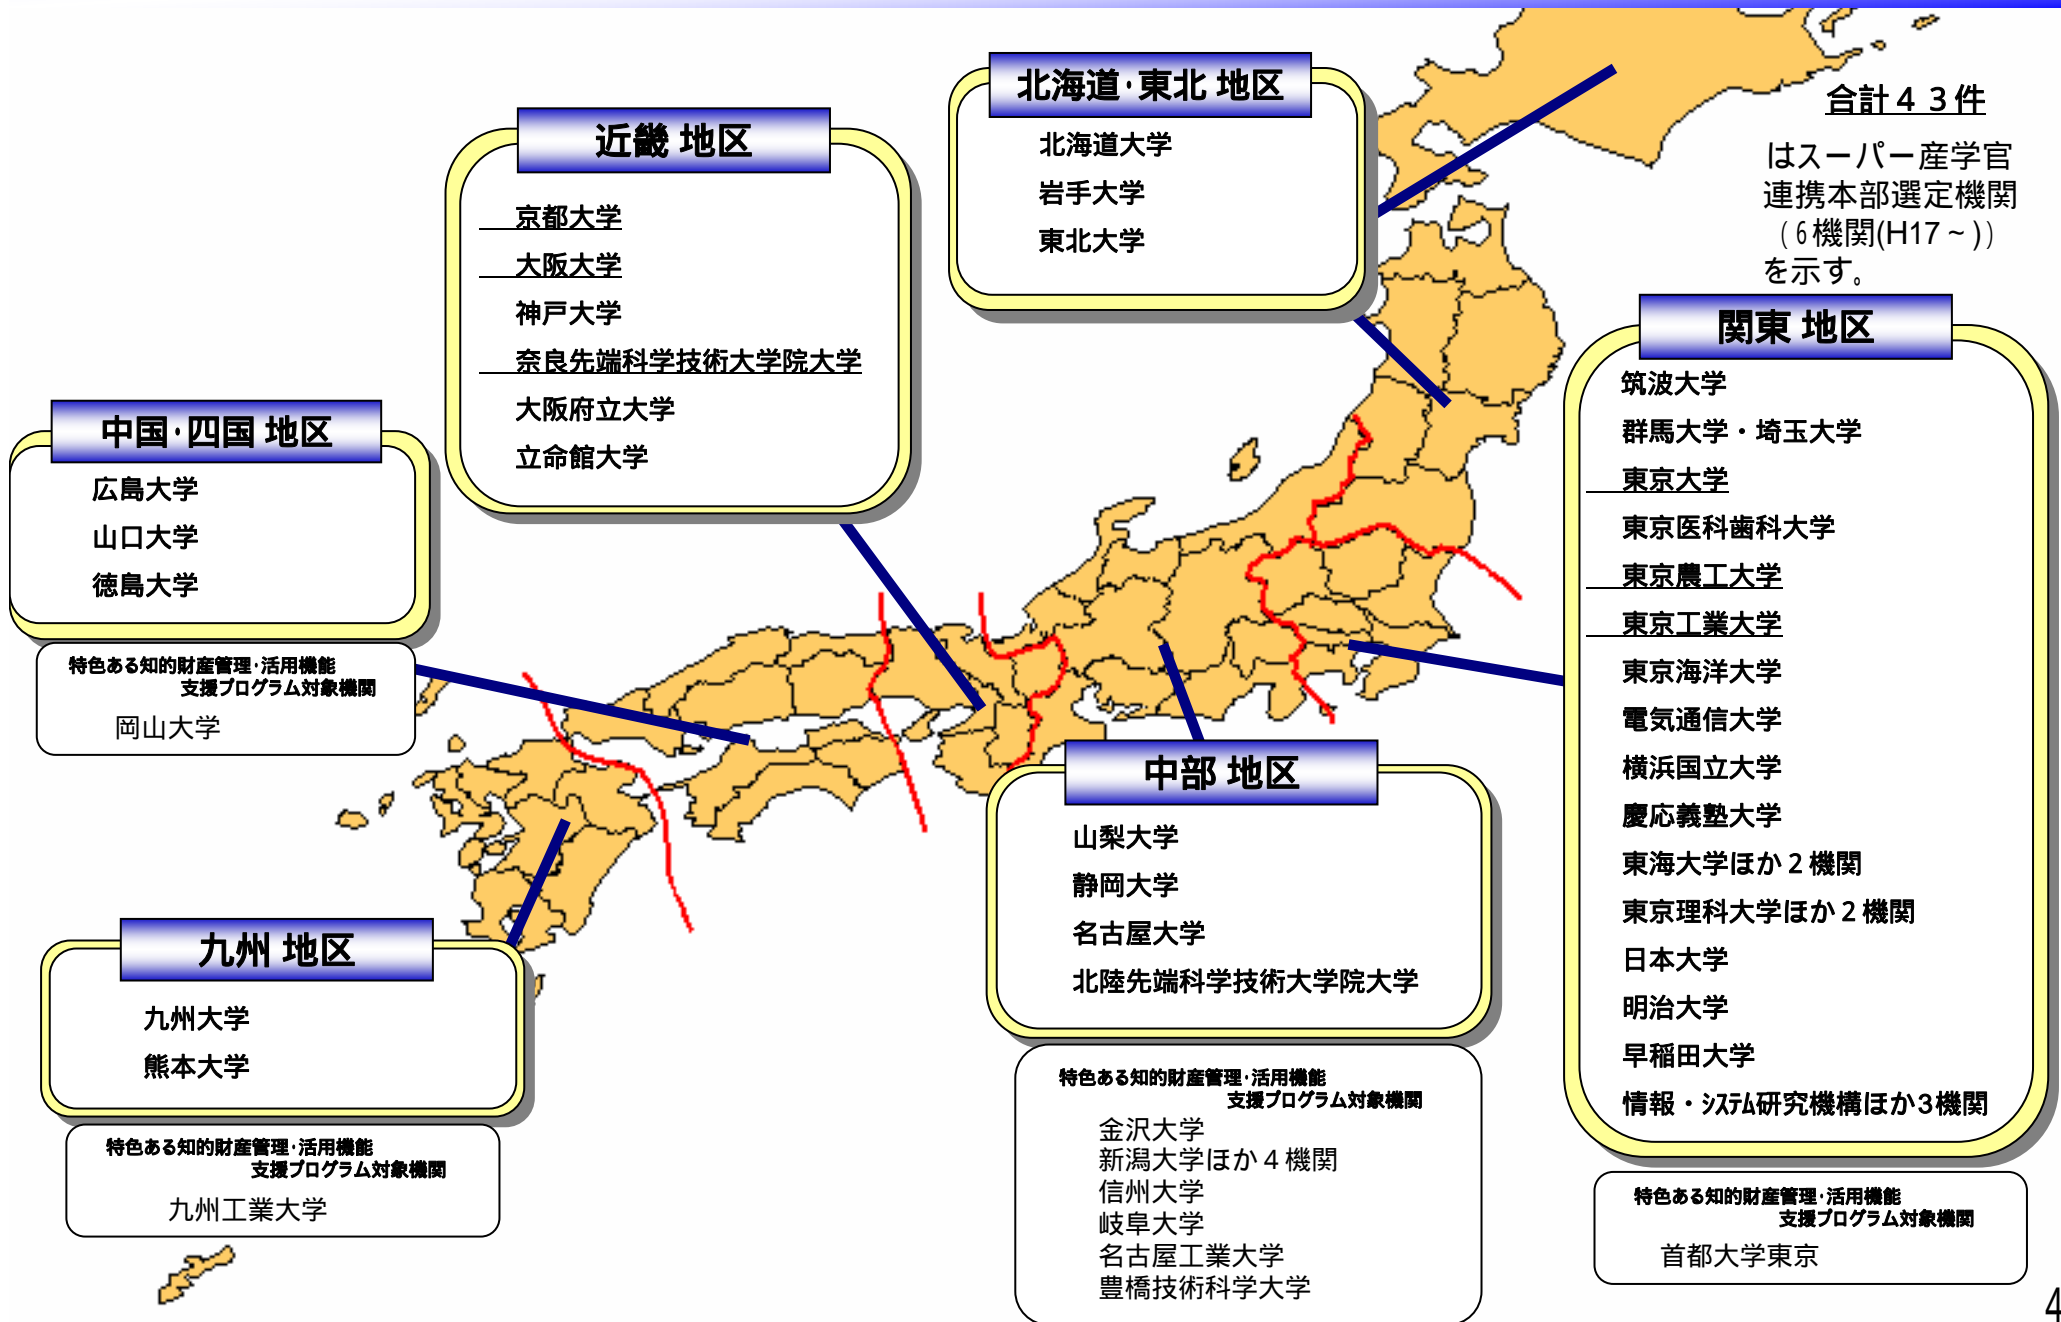 北海道･東北 地区
北海道大学
岩手大学
東北大学
合計４３件
はスーパー産学官
連携本部選定機関
（6機関(H17～)）
を示す。
近畿 地区
京都大学
大阪大学
神戸大学
奈良先端科学技術大学院大学
大阪府立大学
立命館大学
関東 地区
筑波大学
群馬大学・埼玉大学
東京大学
東京医科歯科大学
東京農工大学
東京工業大学
東京海洋大学
電気通信大学
横浜国立大学
慶応義塾大学
東海大学ほか２機関
東京理科大学ほか２機関
日本大学
明治大学
早稲田大学
情報・ｼｽﾃﾑ研究機構ほか3機関
特色ある知的財産管理･活用機能
支援プログラム対象機関
首都大学東京
中国･四国 地区
広島大学
山口大学
徳島大学
特色ある知的財産管理･活用機能
支援プログラム対象機関
岡山大学
中部 地区
山梨大学
静岡大学
名古屋大学
北陸先端科学技術大学院大学
特色ある知的財産管理･活用機能
支援プログラム対象機関
金沢大学
新潟大学ほか４機関
信州大学
岐阜大学
名古屋工業大学
豊橋技術科学大学
九州 地区
九州大学
熊本大学
特色ある知的財産管理･活用機能
支援プログラム対象機関
九州工業大学
4